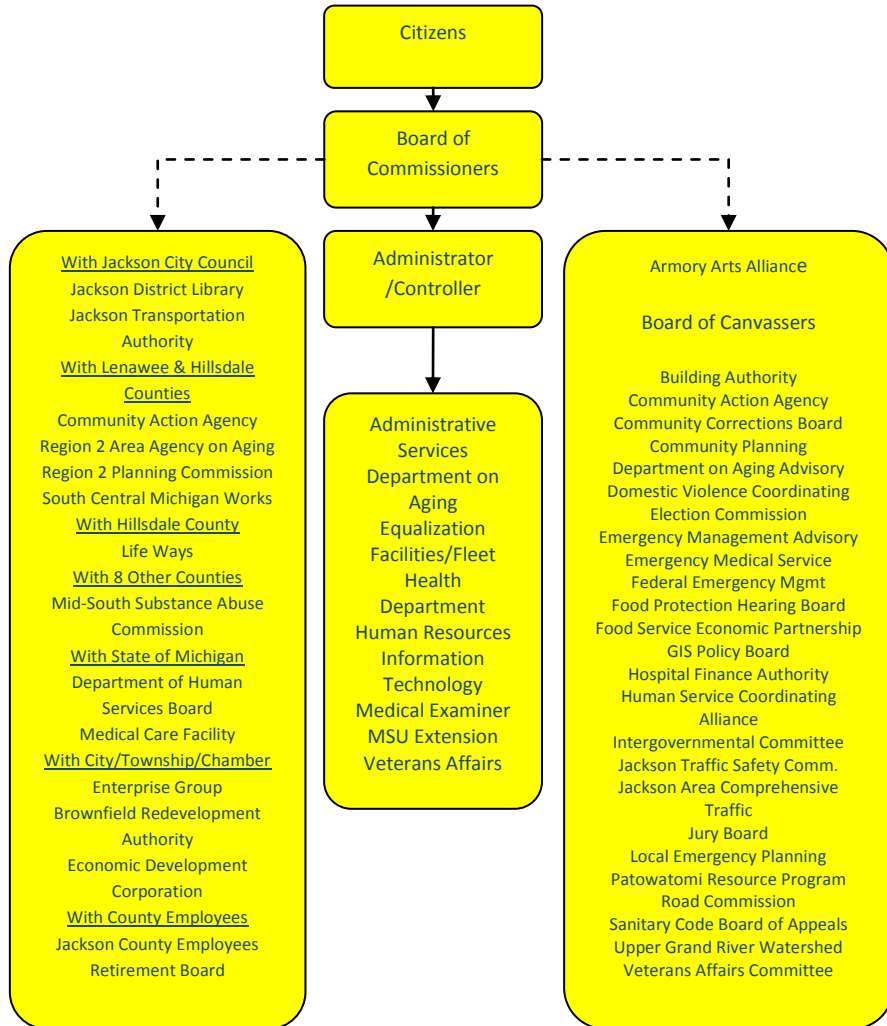 Citizens
Board of
Commissioners
Administrator
/Controller
With Jackson City Council
Jackson District Library
Jackson Transportation
Authority
With Lenawee & Hillsdale
Counties
Community Action Agency
Region 2 Area Agency on Aging
Region 2 Planning Commission
South Central Michigan Works
With Hillsdale County
Life Ways
With 8 Other Counties
Mid-South Substance Abuse
Commission
With State of Michigan
Department of Human
Services Board
Medical Care Facility
With City/Township/Chamber
Enterprise Group
Brownfield Redevelopment
Authority
Economic Development
Corporation
With County Employees
Jackson County Employees
Retirement Board
Administrative
Services
Department on
Aging
Equalization
Facilities/Fleet
Health
Department
Human Resources
Information
Technology
Medical Examiner
MSU Extension
Veterans Affairs
Armory Arts Alliance
Board of Canvassers
Building Authority
Community Action Agency
Community Corrections Board
Community Planning
Department on Aging Advisory
Domestic Violence Coordinating
Election Commission
Emergency Management Advisory
Emergency Medical Service
Federal Emergency Mgmt
Food Protection Hearing Board
Food Service Economic Partnership
GIS Policy Board
Hospital Finance Authority
Human Service Coordinating
Alliance
Intergovernmental Committee
Jackson Traffic Safety Comm.
Jackson Area Comprehensive
Traffic
Jury Board
Local Emergency Planning
Patowatomi Resource Program
Road Commission
Sanitary Code Board of Appeals
Upper Grand River Watershed
Veterans Affairs Committee